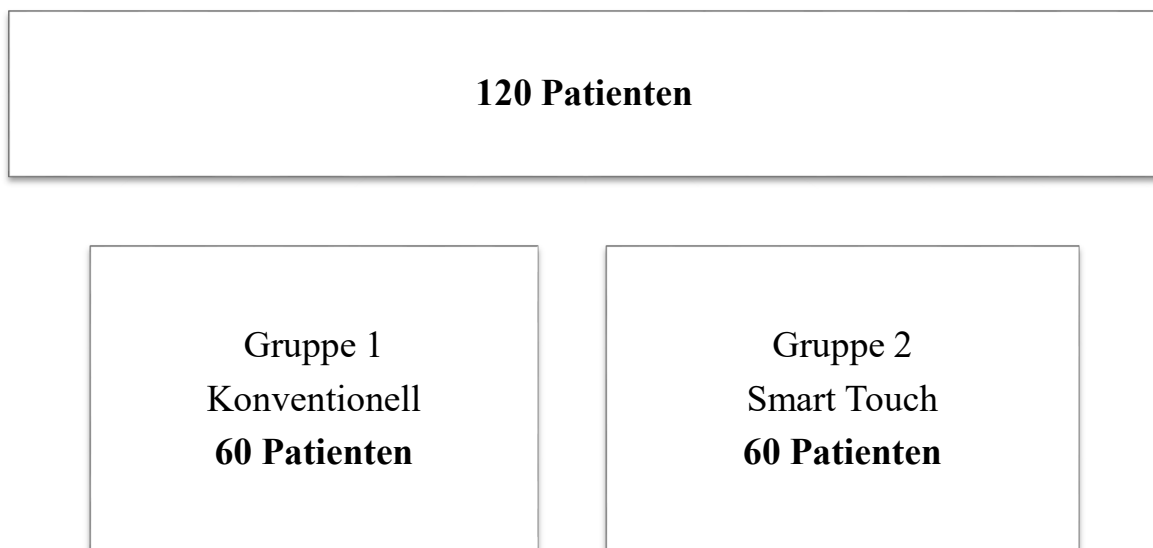 120 Patienten
Gruppe 1
Konventionell
60 Patienten
Gruppe 2
Smart Touch
60 Patienten